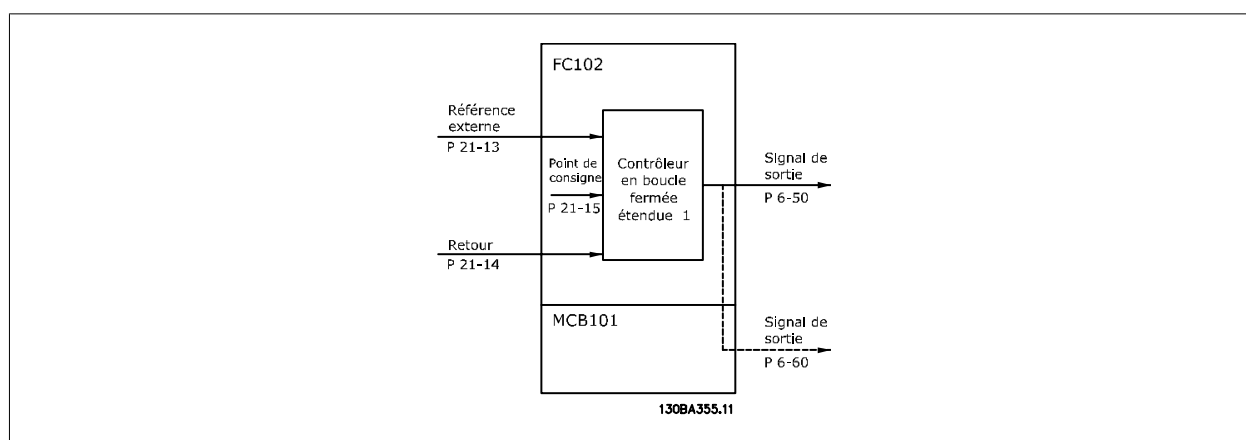 FC102
Référence
externe
P 21-13
Point de
consigne
P 21-15
Contrôleur
en boucle
fermée
étendue 1
Signal de
sortie
P 6-50
Retour
P 21-14
MCB101
Signal de
sortie
P 6-60
130BA355.11